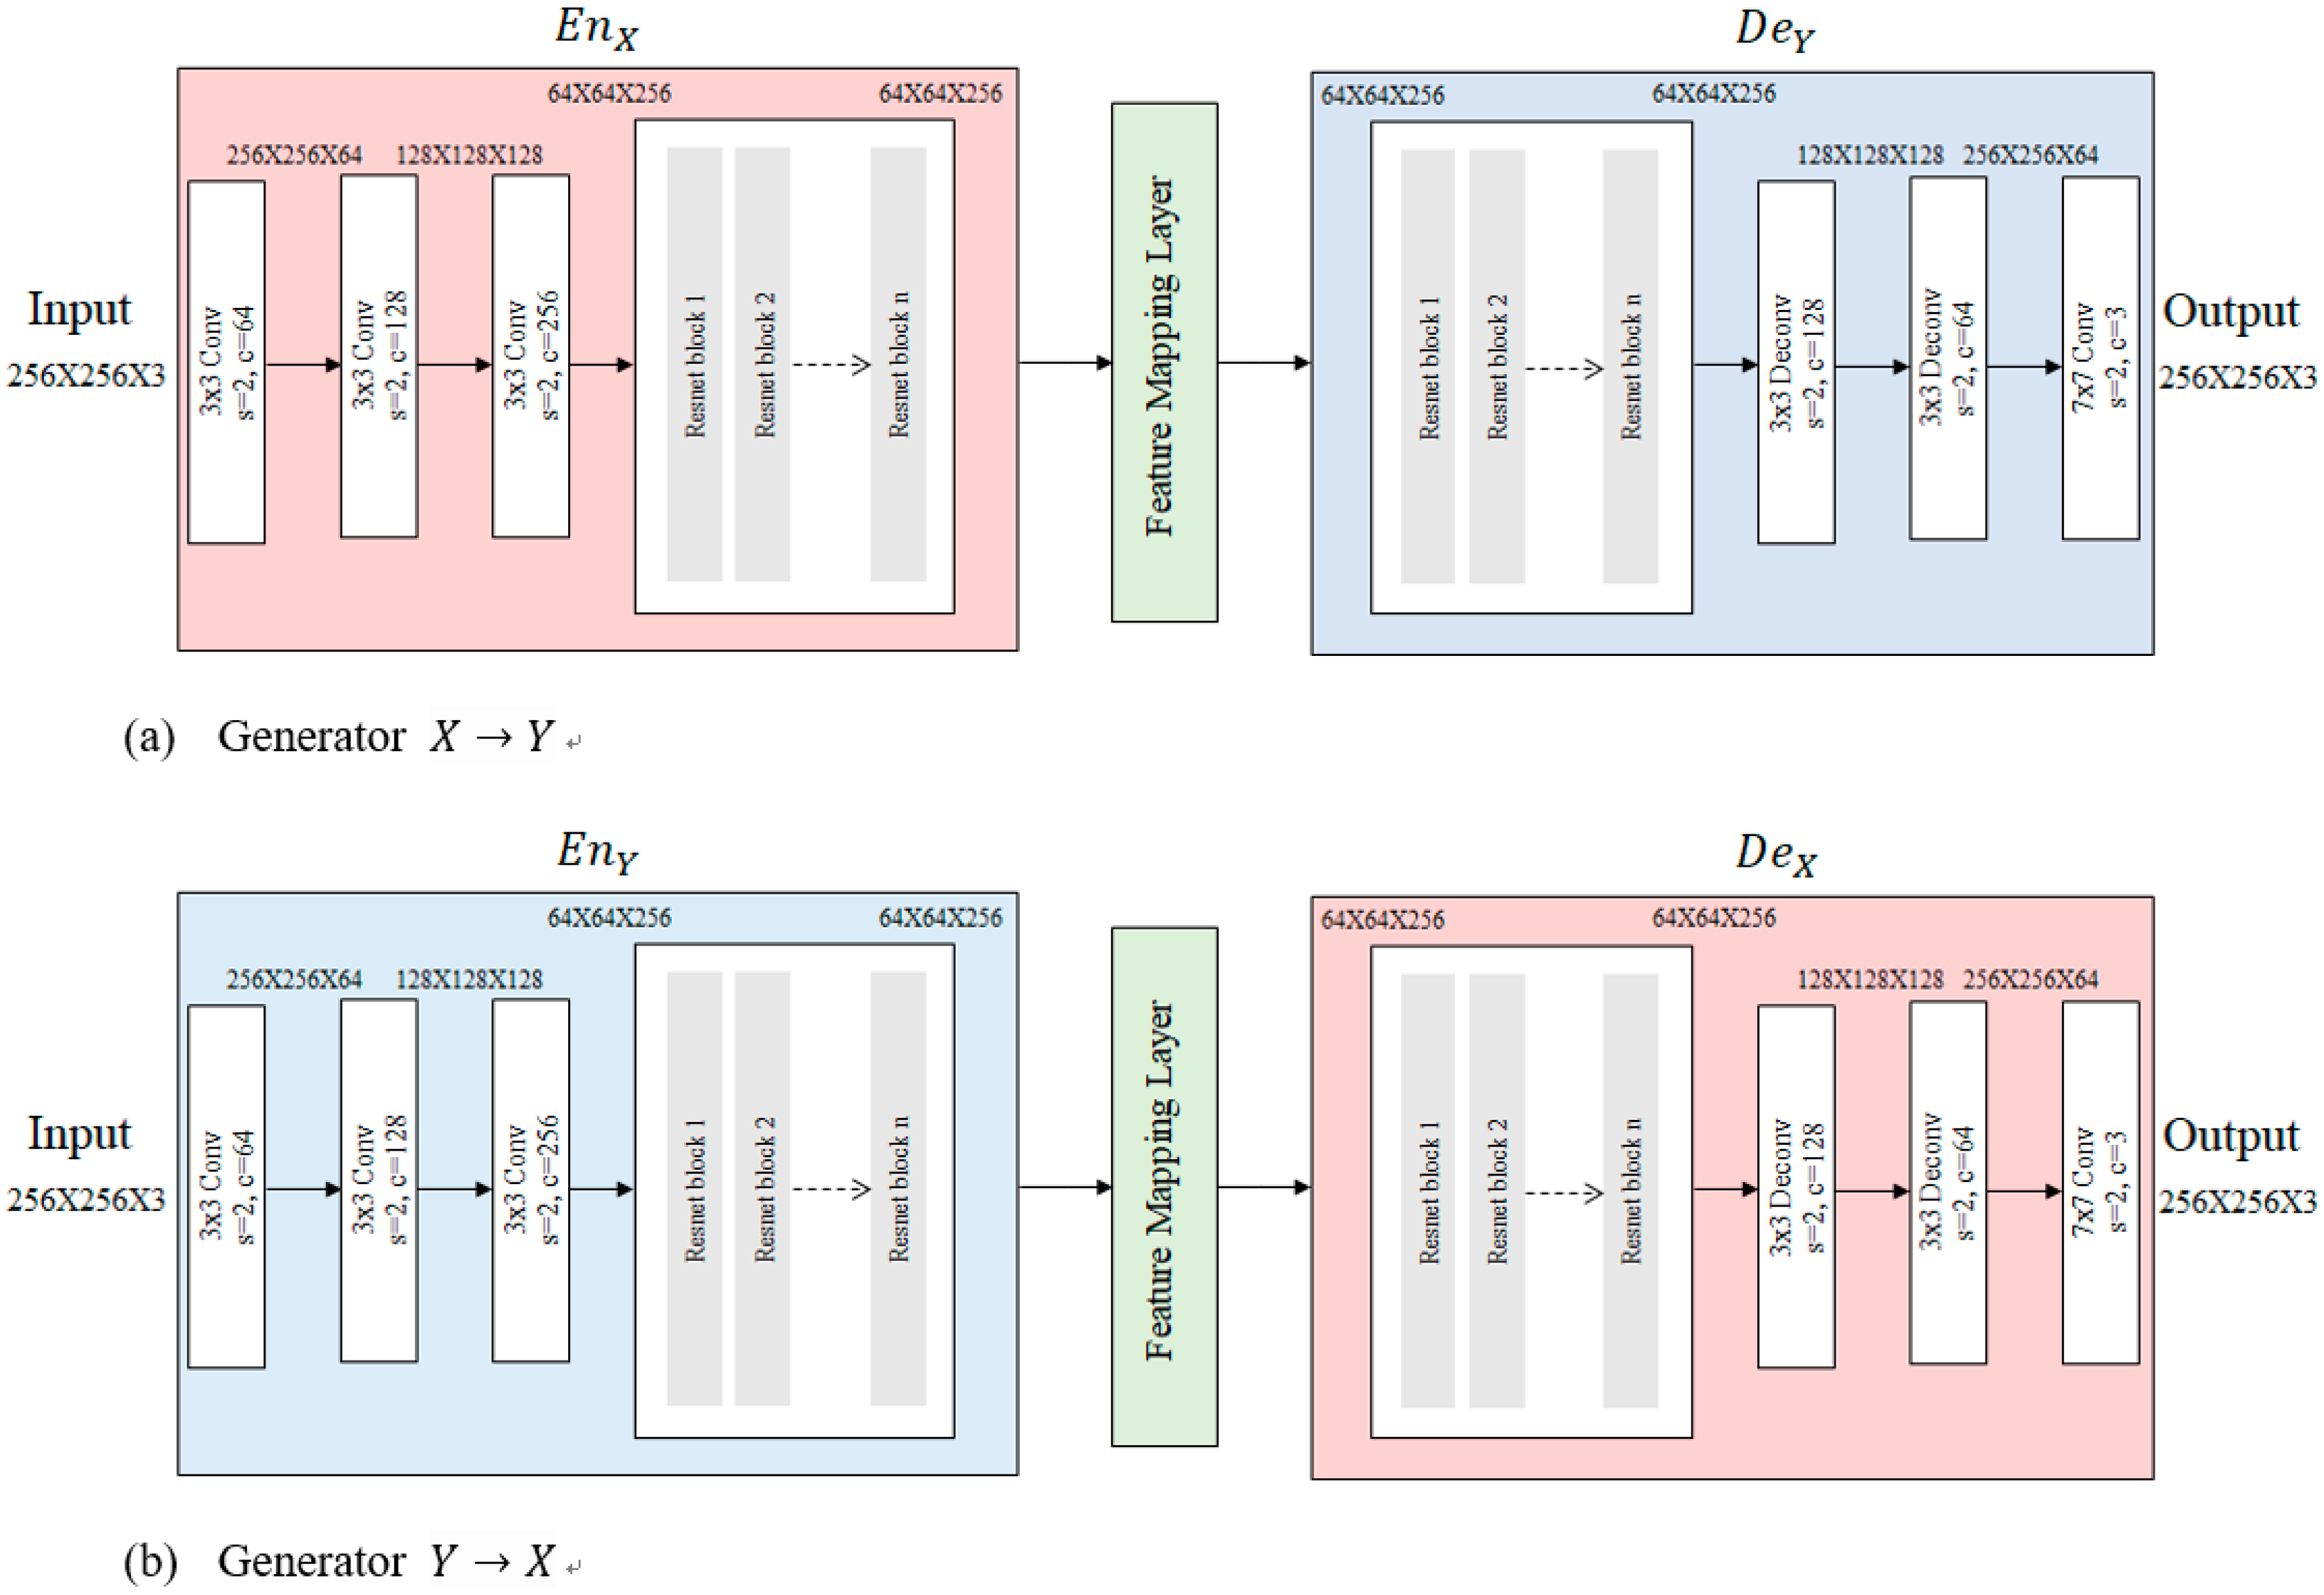 En_X
De_Y
64X64X256 64X64X256
64X64X256 64X64X256
256X256X64 128X128X128
128X128X128 256X256X64
Input
256X256X3
3x3 Conv
s=2, c=64
3x3 Conv
s=2, c=128
3x3 Conv
s=2, c=256
Resnet block 1
Resnet block 2
Resnet block n
Feature Mapping Layer
Resnet block 1
Resnet block 2
Resnet block n
3x3 Deconv
s=2, c=128
3x3 Deconv
s=2, c=64
7x7 Conv
s=2, c=3
Output
256X256X3
(a) Generator X → Y ↵
En_Y
De_X
64X64X256 64X64X256
64X64X256 64X64X256
256X256X64 128X128X128
128X128X128 256X256X64
Input
256X256X3
3x3 Conv
s=2, c=64
3x3 Conv
s=2, c=128
3x3 Conv
s=2, c=256
Resnet block 1
Resnet block 2
Resnet block n
Feature Mapping Layer
Resnet block 1
Resnet block 2
Resnet block n
3x3 Deconv
s=2, c=128
3x3 Deconv
s=2, c=64
7x7 Conv
s=2, c=3
Output
256X256X3
(b) Generator Y → X ↵